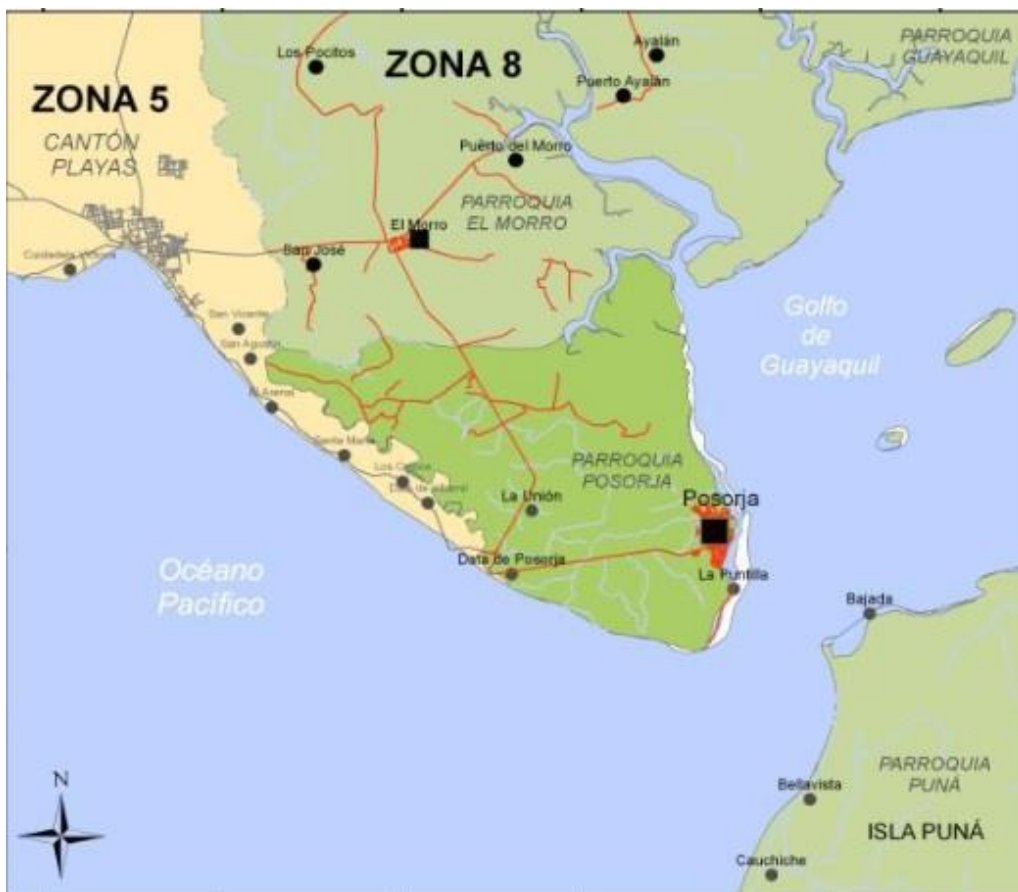 Los Pocitos
ZONA 8
Ayalán
PARROQUIA
GUAYAQUIL
Puerto Ayalán
ZONA 5
CANTÓN
PLAYAS
Puerto del Morro
PARROQUIA
EL MORRO
El Morro
San José
San Vicente
San Agustín
Golfo
de
Guayaquil
El Arenal
Santa María
PARROQUIA
POSORJA
Posorja
La Unión
Data de Posorja
La Puntilla
Océano
Pacífico
Bajada
N
Bellavista
PARROQUIA
PUNÁ
ISLA PUNÁ
Cauchiche